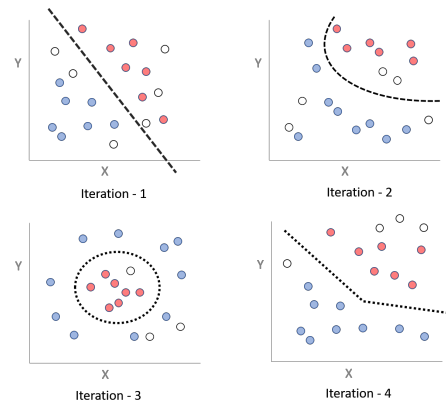 Y
X
Iteration - 1
Y
X
Iteration - 2
Y
X
Iteration - 3
Y
X
Iteration - 4